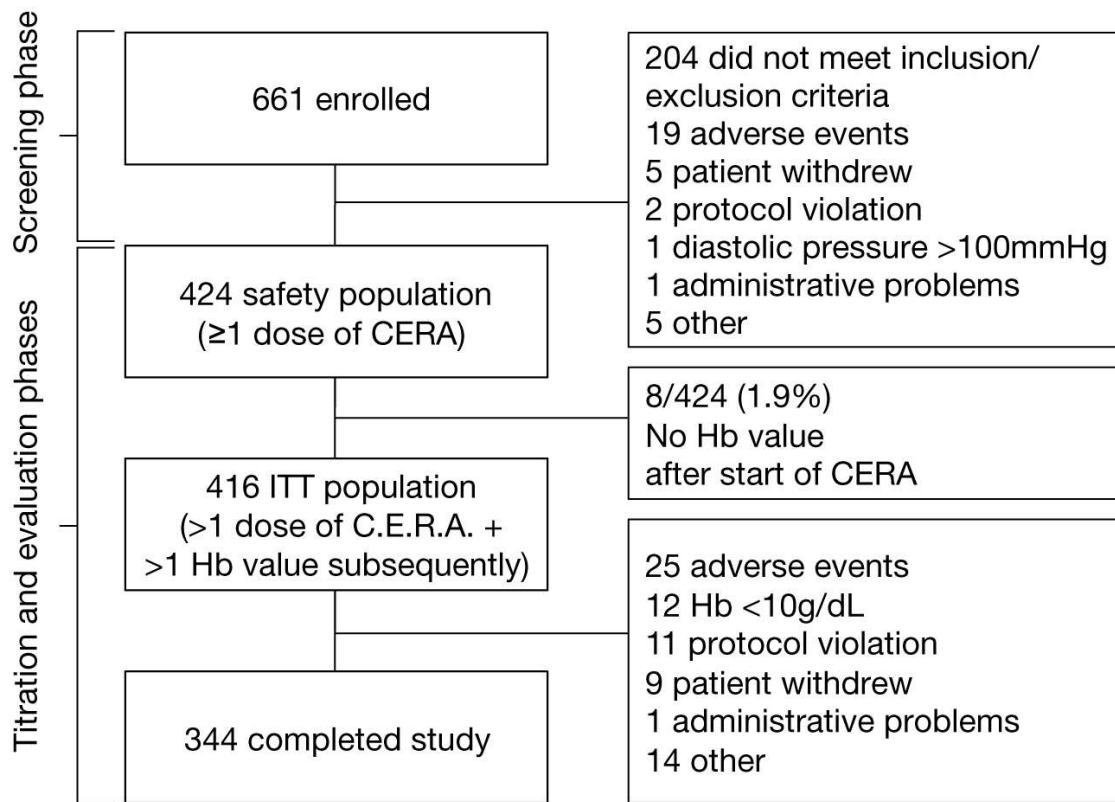 Screening phase
661 enrolled
204 did not meet inclusion/
exclusion criteria
19 adverse events
5 patient withdrew
2 protocol violation
1 diastolic pressure >100mmHg
1 administrative problems
5 other
Titration and evaluation phases
424 safety population
(≥1 dose of CERA)
8/424 (1.9%)
No Hb value
after start of CERA
416 ITT population
(>1 dose of C.E.R.A. +
>1 Hb value subsequently)
25 adverse events
12 Hb <10g/dL
11 protocol violation
9 patient withdrew
1 administrative problems
14 other
344 completed study